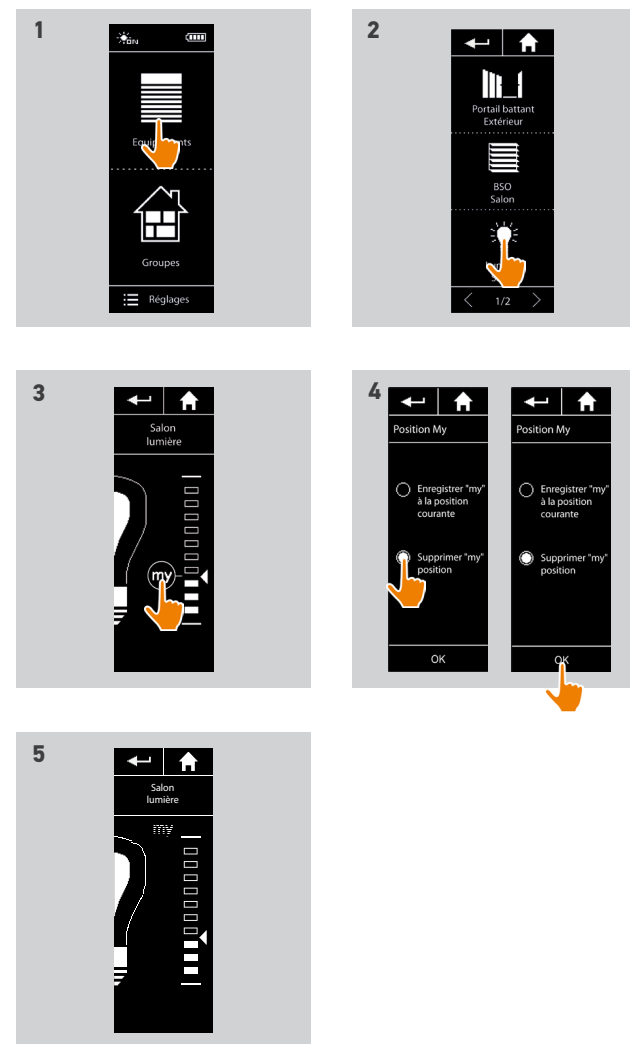 1
ON
Groupes
Réglages
2
Portail battant
Extérieur
BSO
Salon
1/2
3
Salon
lumière
my
4
Position My
Enregistrer "my"
à la position
courante
Supprimer "my"
position
OK
Position My
Enregistrer "my"
à la position
courante
Supprimer "my"
position
OK
5
Salon
lumière
my